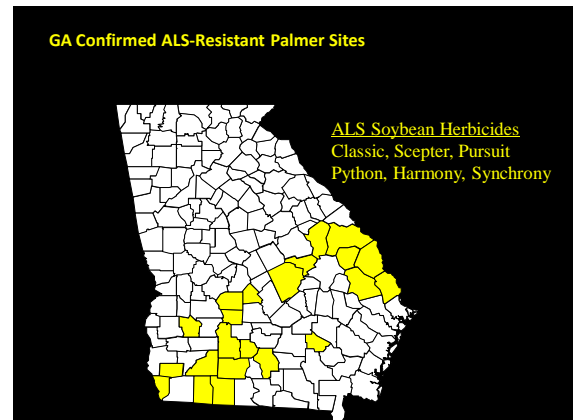 GA Confirmed ALS-Resistant Palmer Sites
ALS Soybean Herbicides
Classic, Scepter, Pursuit
Python, Harmony, Synchrony